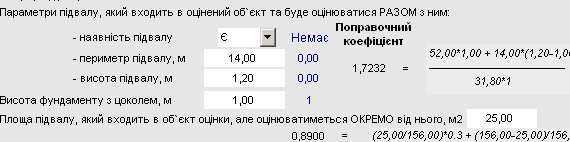 Параметри підвалу, який входить в оцінений об`єкт та буде оцінюватися РАЗОМ з ним:
- наявність підвалу Є Немає Поправочний коефіцієнт
- периметр підвалу, м 14,00 0,00 1,7232 = 52,00*1,00 + 14,00*(1,20-1,00
- висота підвалу, м 1,20 0,00 31,80*1
Висота фундаменту з цоколем, м 1,00 1
Площа підвалу, який входить в об`єкт оцінки, але оцінюватиметься ОКРЕМО від нього, м2 25,00
0,8900 = (25,00/156,00)*0.3 + (156,00-25,00)/156,